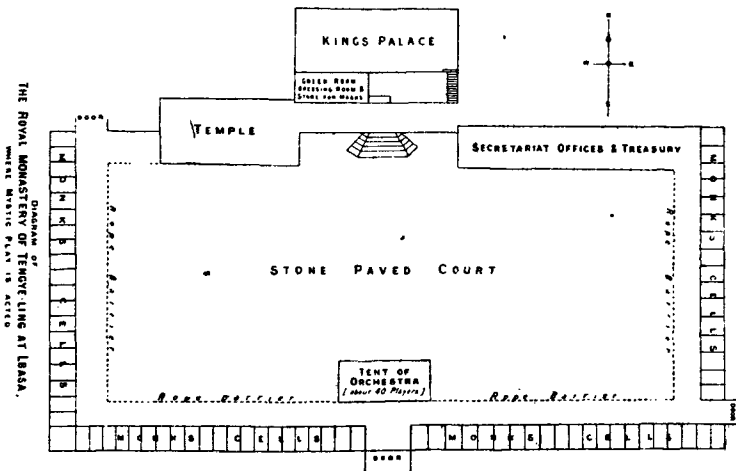 DIAGRAM OF
THE ROYAL MONASTERY OF TENGYE-LING AT LHASA,
WHERE MYSTIC PLAY IS ACTED
KINGS PALACE
GREEN ROOM
DRESSING ROOM &
STORE FOR MASKS
N
W E
S
DOOR
TEMPLE
SECRETARIAT OFFICES & TREASURY
MONKS CELLS
Rope Barrier
STONE PAVED COURT
Rope Barrier
MONKS CELLS
TENT OF
ORCHESTRA
[about 40 Players]
Rope Barrier
Rope Barrier
DOOR
MONKS CELLS
MONKS CELLS
DOOR